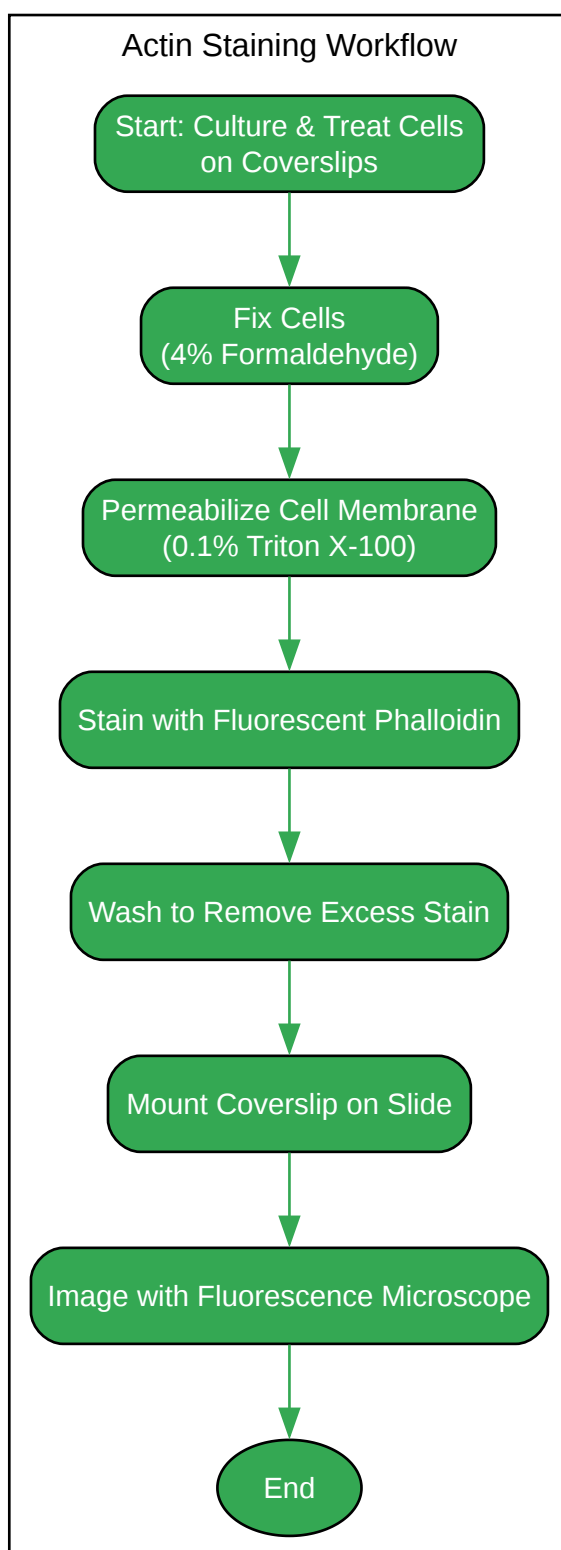 Actin Staining Workflow
Start: Culture & Treat Cells
on Coverslips
Fix Cells
(4% Formaldehyde)
Permeabilize Cell Membrane
(0.1% Triton X-100)
Stain with Fluorescent Phalloidin
Wash to Remove Excess Stain
Mount Coverslip on Slide
Image with Fluorescence Microscope
End